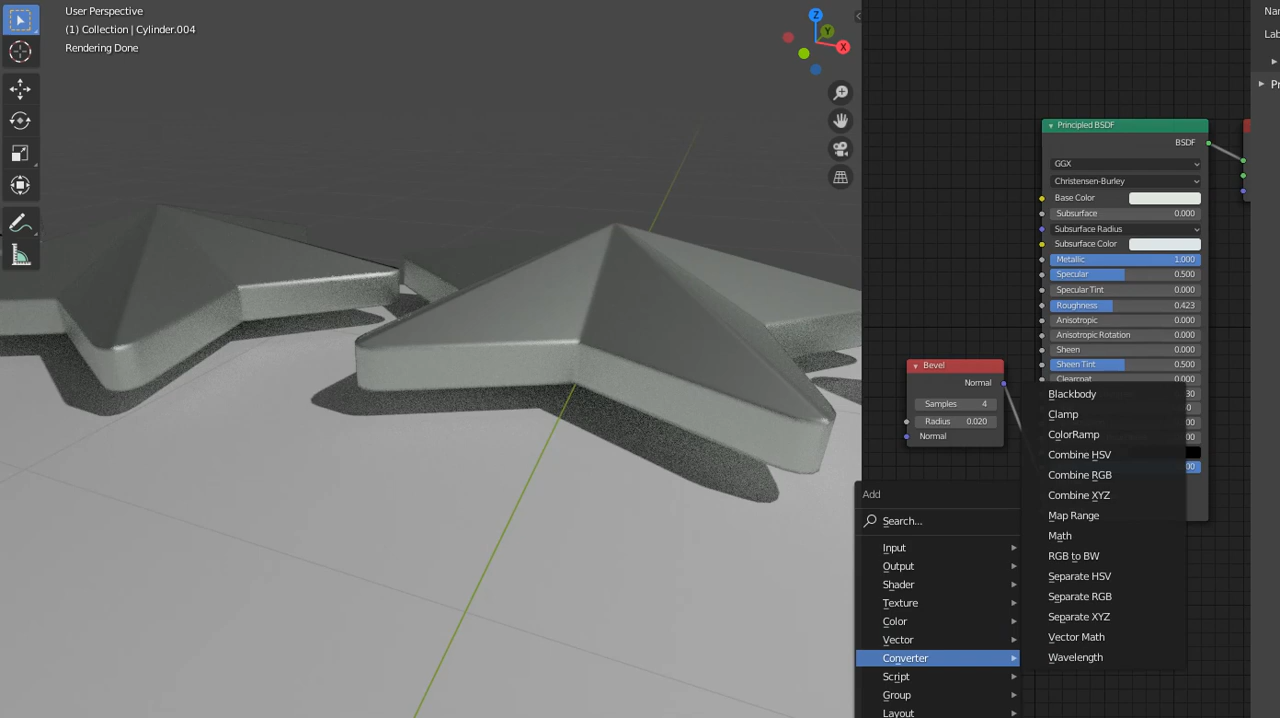 User Perspective
(1) Collection | Cylinder.004
Rendering Done
Z
Y
X
Principled BSDF
BSDF
GGX
Christensen-Burley
Base Color
Subsurface 0.000
Subsurface Radius
Subsurface Color
Metallic 1.000
Specular 0.500
Specular Tint 0.000
Roughness 0.423
Anisotropic 0.000
Anisotropic Rotation 0.000
Sheen 0.000
Sheen Tint 0.500
Clearcoat 0.000
Bevel
Normal
Samples 4
Radius 0.020
Normal
Add
Search...
Input
Output
Shader
Texture
Color
Vector
Converter
Script
Group
Layout
Blackbody
Clamp
ColorRamp
Combine HSV
Combine RGB
Combine XYZ
Map Range
Math
RGB to BW
Separate HSV
Separate RGB
Separate XYZ
Vector Math
Wavelength